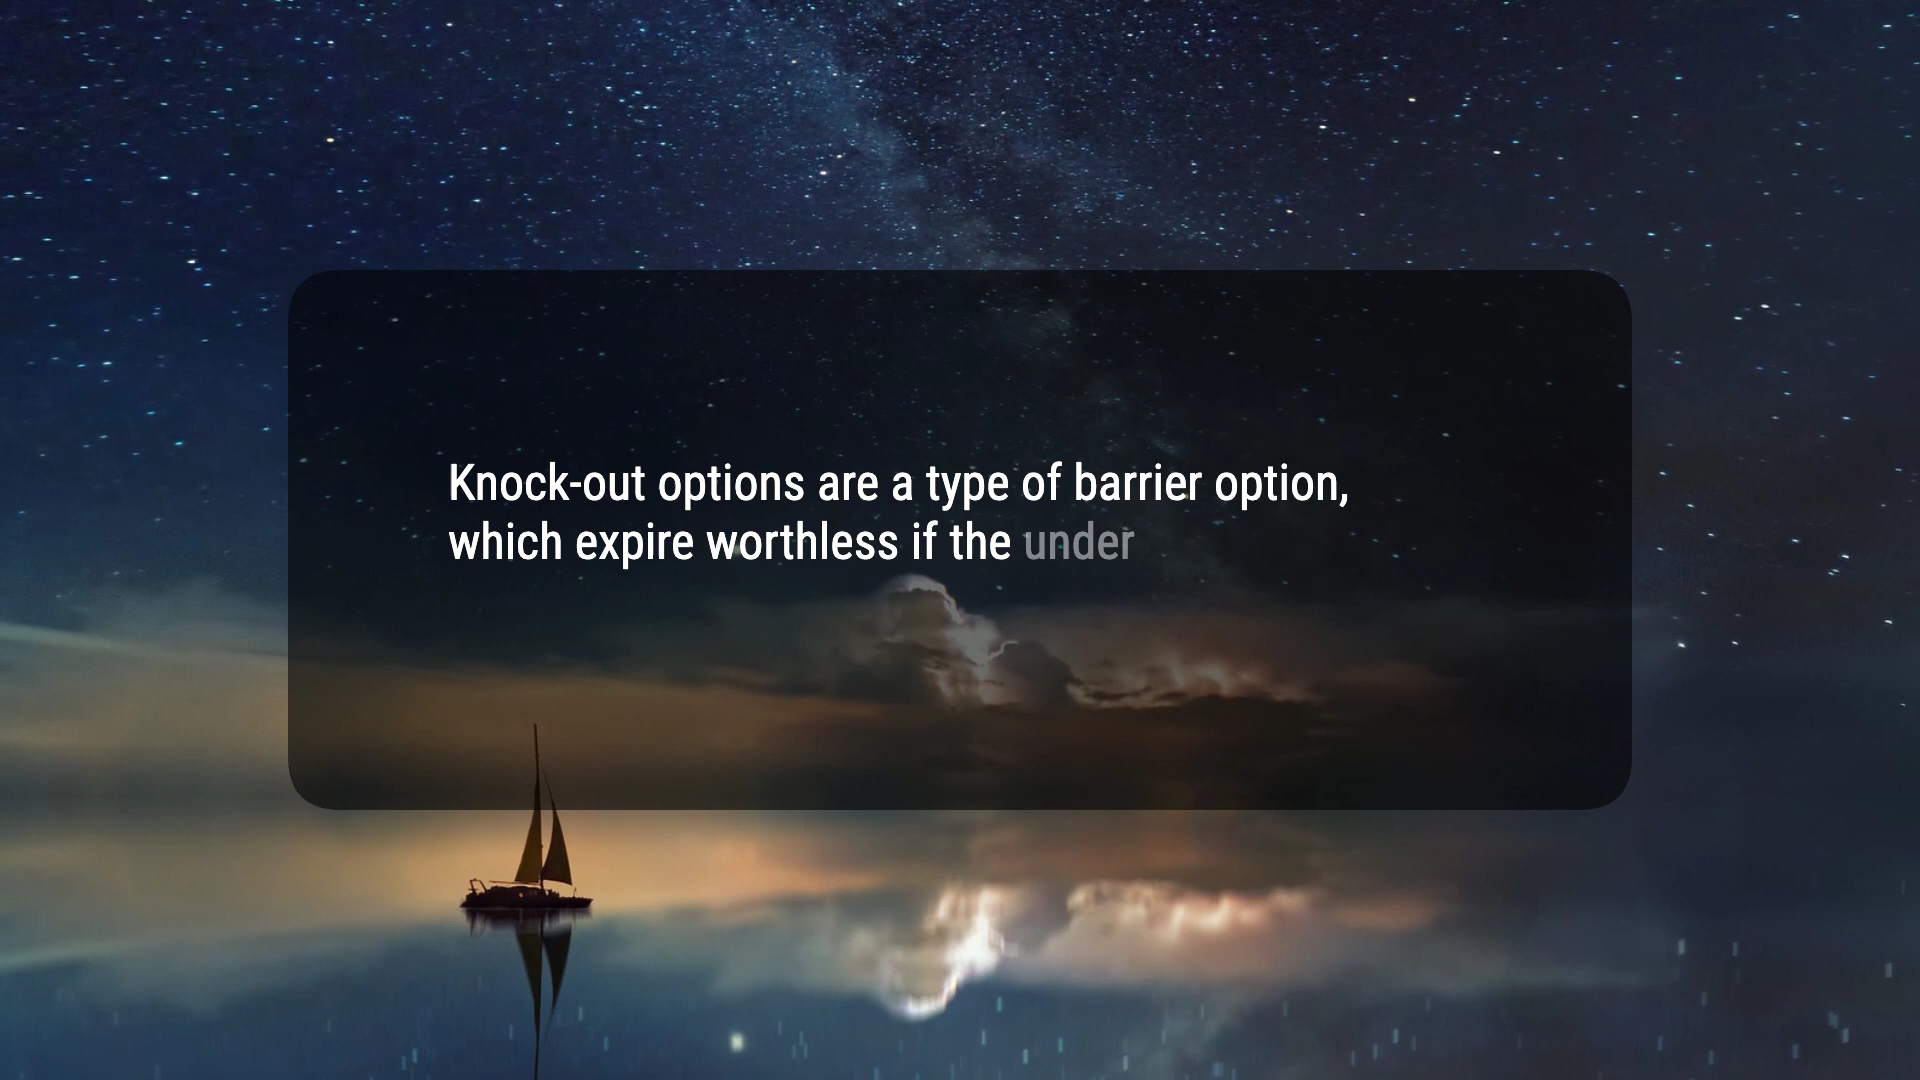 Knock-out options are a type of barrier option,
which expire worthless if the under